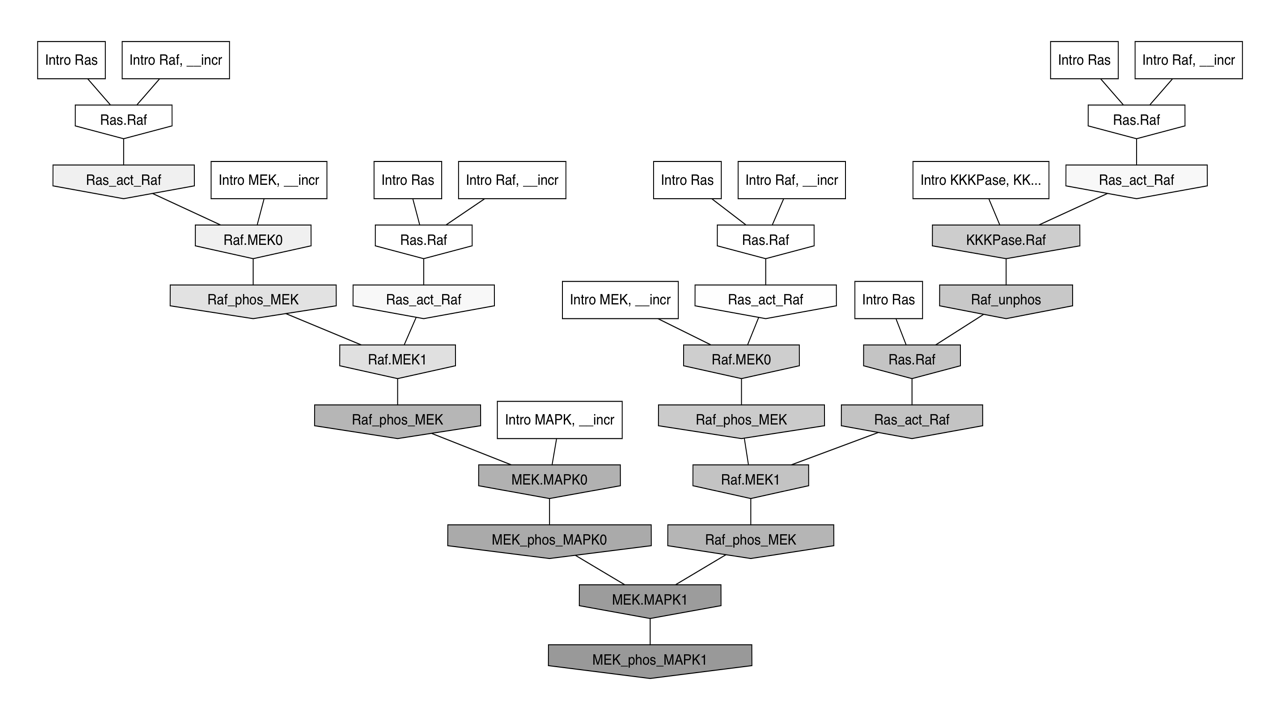 Intro Ras
Intro Raf, __incr
Intro Ras
Intro Raf, __incr
Ras.Raf
Ras.Raf
Ras_act_Raf
Intro MEK, __incr
Intro Ras
Intro Raf, __incr
Intro Ras
Intro Raf, __incr
Intro KKKPase, KK...
Ras_act_Raf
Raf.MEK0
Ras.Raf
Ras.Raf
KKKPase.Raf
Raf_phos_MEK
Ras_act_Raf
Intro MEK, __incr
Ras_act_Raf
Intro Ras
Raf_unphos
Raf.MEK1
Raf.MEK0
Ras.Raf
Raf_phos_MEK
Intro MAPK, __incr
Raf_phos_MEK
Ras_act_Raf
MEK.MAPK0
Raf.MEK1
MEK_phos_MAPK0
Raf_phos_MEK
MEK.MAPK1
MEK_phos_MAPK1